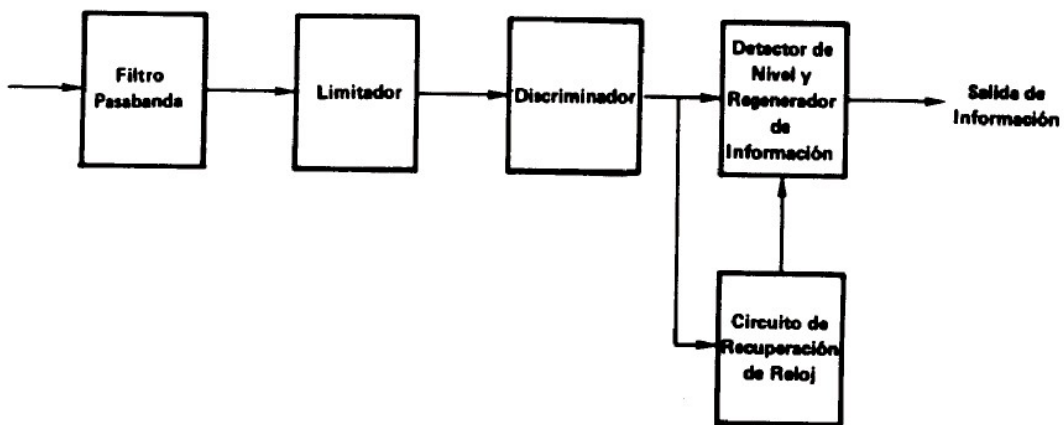 Filtro
Pasabanda
Limitador
Discriminador
Detector de
Nivel y
Regenerador
de
Información
Salida de
Información
Circuito de
Recuperación
de Reloj